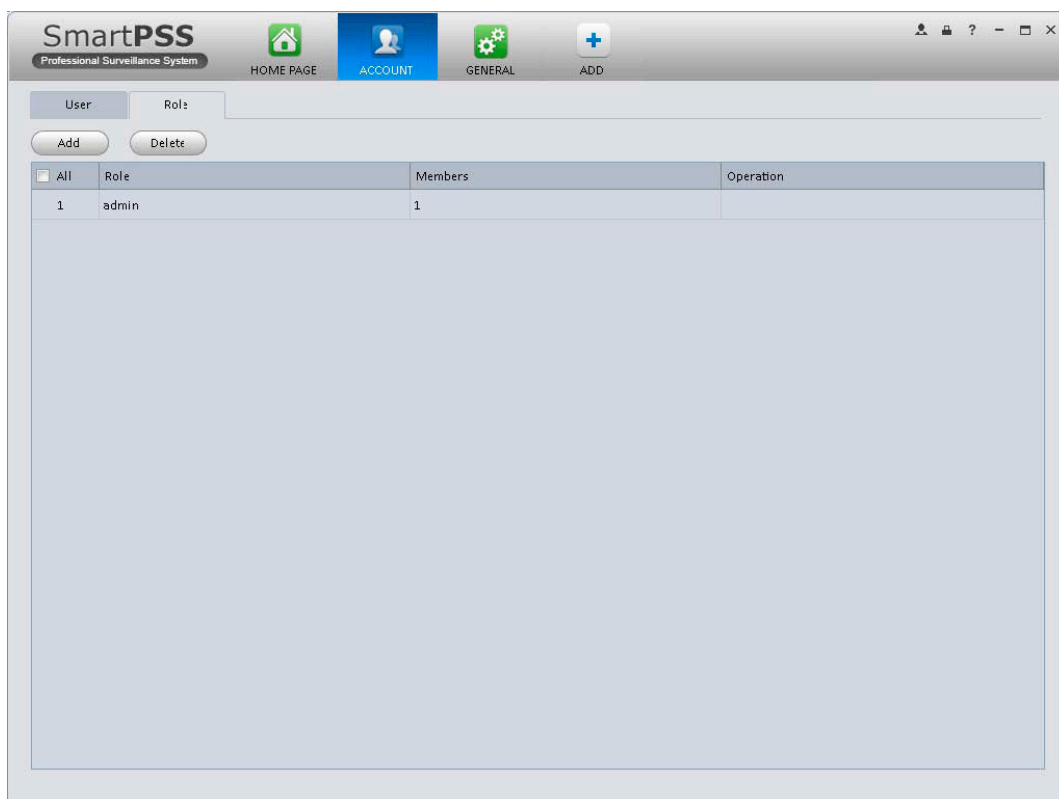 SmartPSS
Professional Surveillance System
HOME PAGE
ACCOUNT
GENERAL
ADD
?
User
Role
Add
Delete
All Role Members Operation
1 admin 1